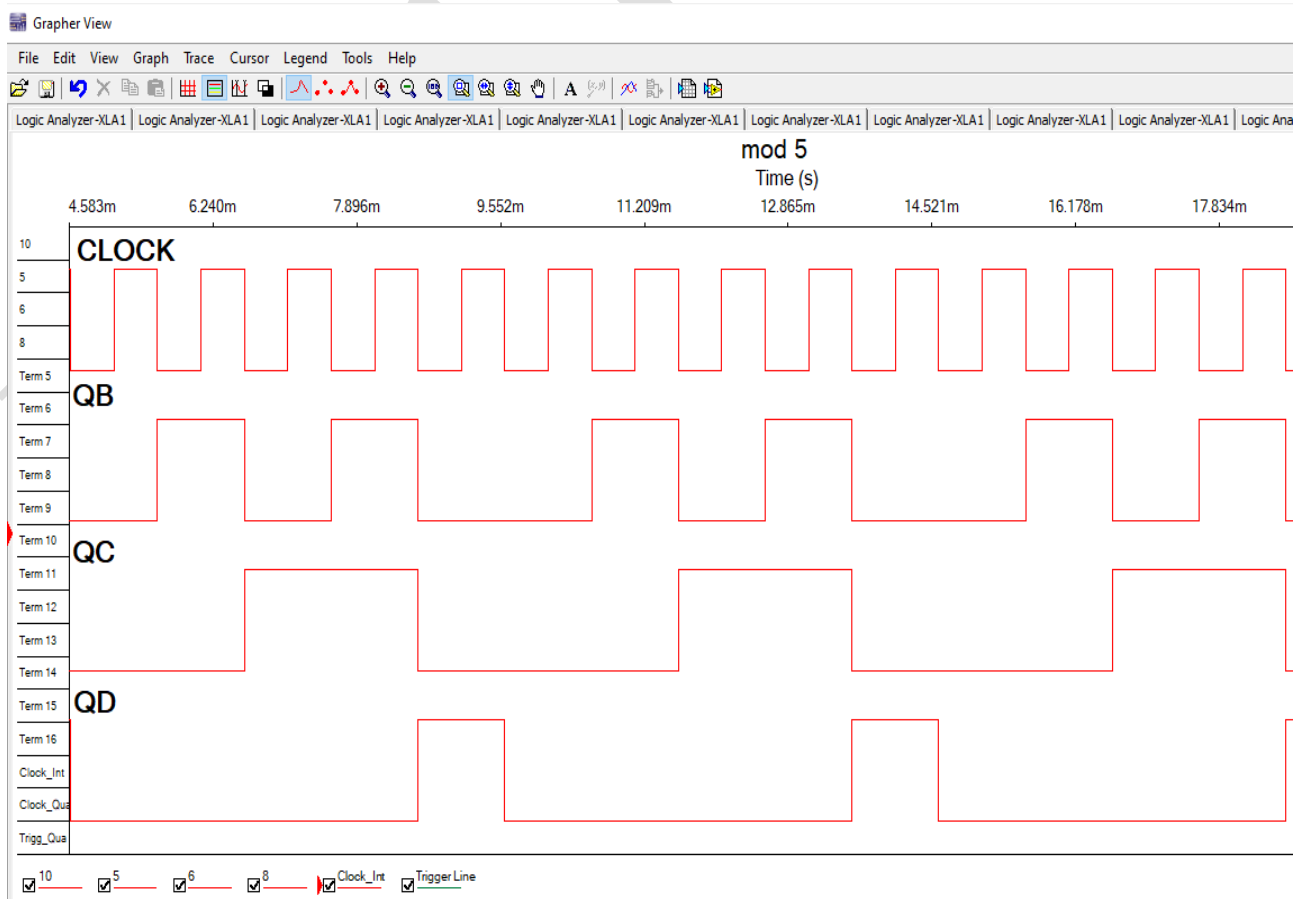 Grapher View
File Edit View Graph Trace Cursor Legend Tools Help
A
Logic Analyzer-XLA1 Logic Analyzer-XLA1 Logic Analyzer-XLA1 Logic Analyzer-XLA1 Logic Analyzer-XLA1 Logic Analyzer-XLA1 Logic Analyzer-XLA1 Logic Analyzer-XLA1 Logic Analyzer-XLA1 Logic Analyzer-XLA1 Logic Ana
mod 5
Time (s)
4.583m 6.240m 7.896m 9.552m 11.209m 12.865m 14.521m 16.178m 17.834m
10
CLOCK
5
6
8
Term 5
QB
Term 6
Term 7
Term 8
Term 9
Term 10
QC
Term 11
Term 12
Term 13
Term 14
Term 15
QD
Term 16
Clock_Int
Clock_Qua
Trigg_Qua
10 5 6 8 Clock_Int Trigger Line